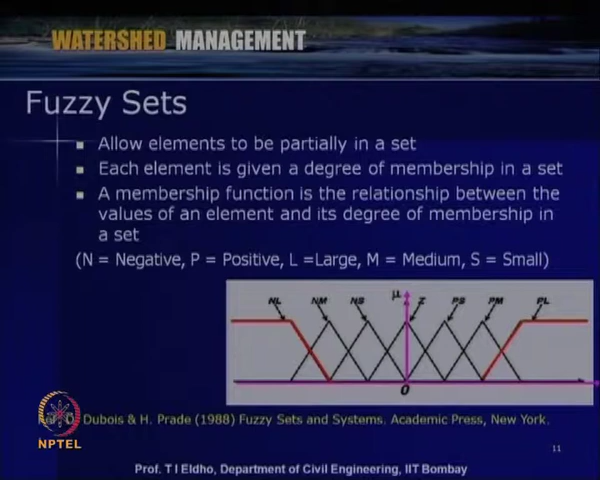 WATERSHED MANAGEMENT
Fuzzy Sets
Allow elements to be partially in a set
Each element is given a degree of membership in a set
A membership function is the relationship between the
values of an element and its degree of membership in
a set
(N = Negative, P = Positive, L =Large, M = Medium, S = Small)
NL NM NS μ Z PS PM PL
0
D. Dubois & H. Prade (1988) Fuzzy Sets and Systems. Academic Press, New York.
NPTEL
11
Prof. T I Eldho, Department of Civil Engineering, IIT Bombay